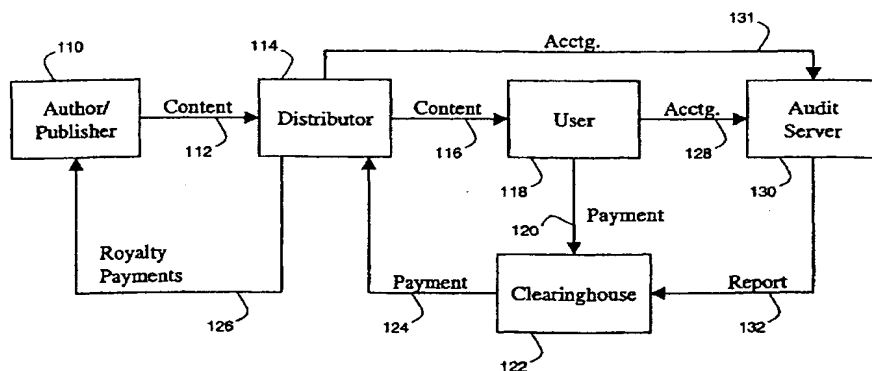 131
110
114
Acctg.
Author/
Publisher
Content
112
Distributor
Content
116
User
118
Acctg.
128
Audit
Server
130
120
Payment
Royalty
Payments
126
Payment
124
Clearinghouse
122
Report
132